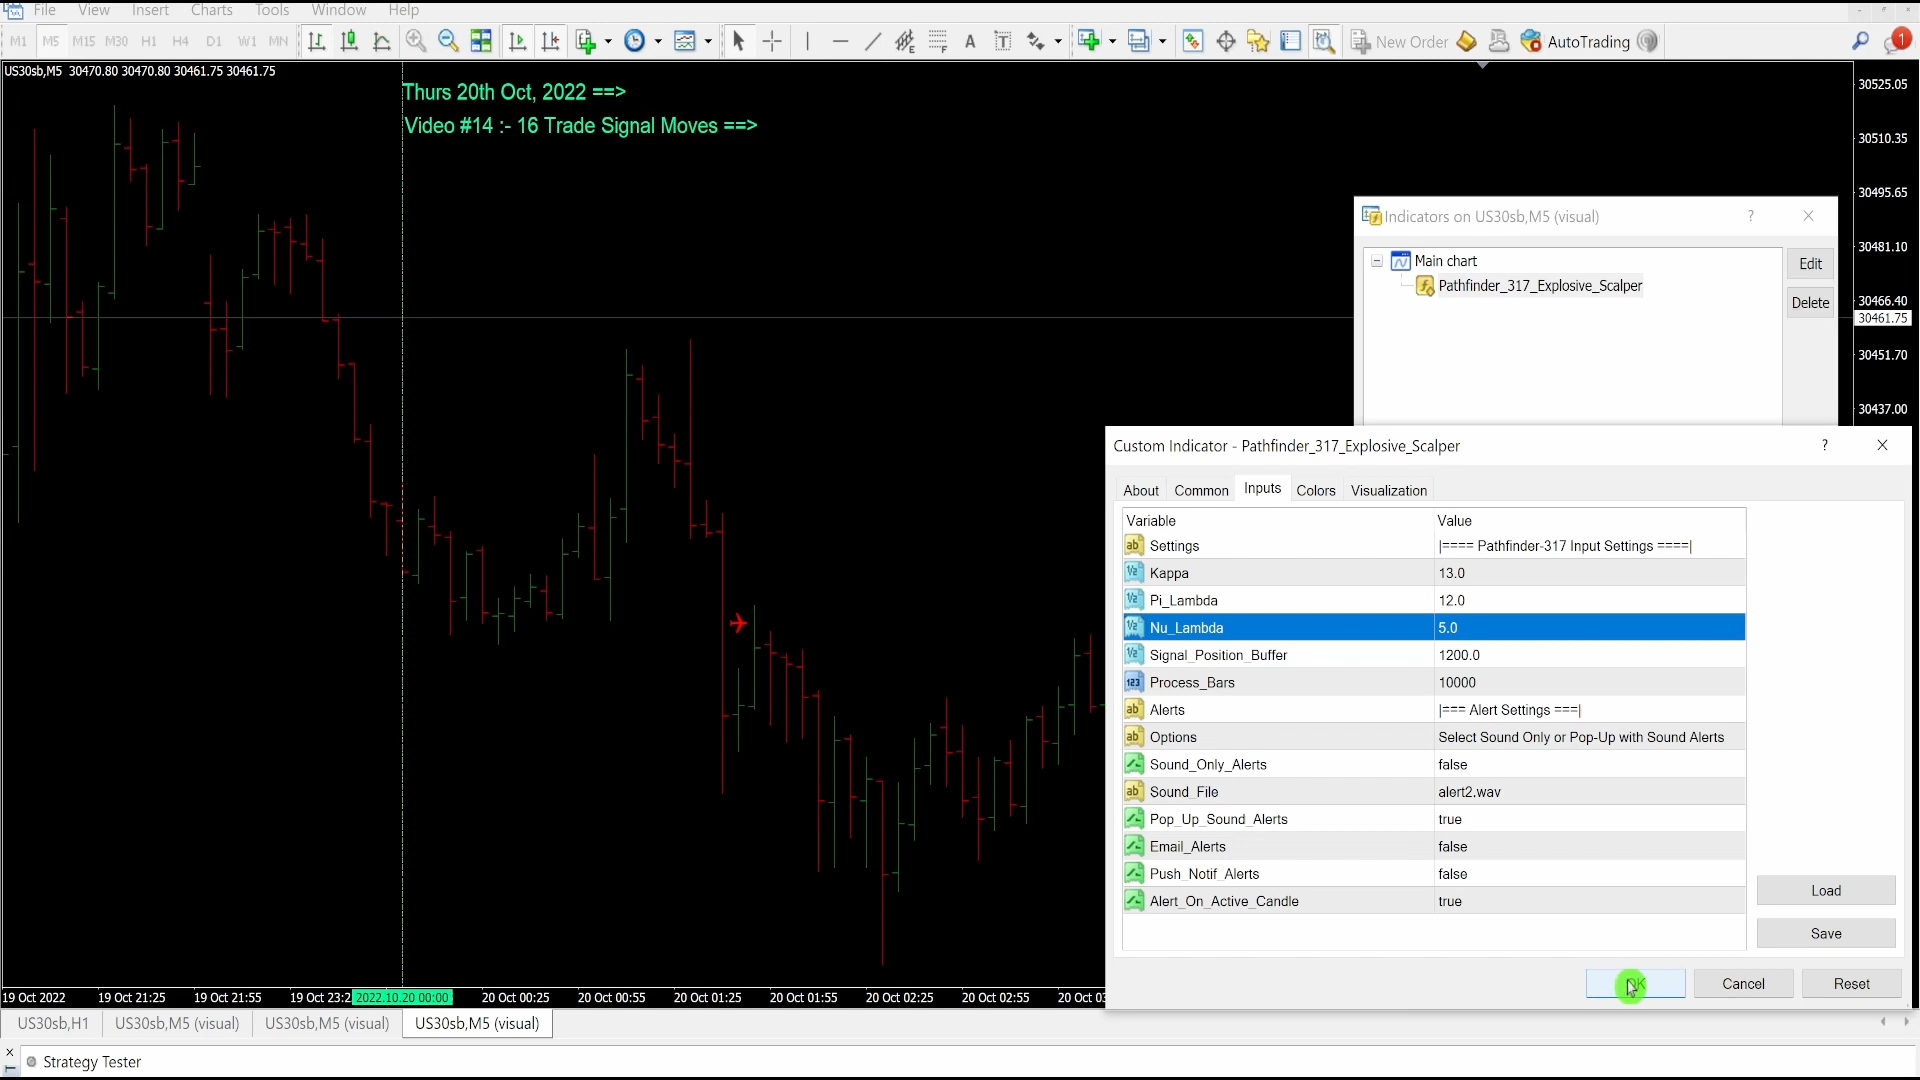 File View Insert Charts Tools Window Help
M1 M5 M15 M30 H1 H4 D1 W1 MN A T New Order AutoTrading 1
US30sb,M5 30470.80 30470.80 30461.75 30461.75
Thurs 20th Oct, 2022 ==>
Video #14 :- 16 Trade Signal Moves ==>
30525.05
30510.35
30495.65
30481.10
30466.40
30461.75
30451.70
30437.00
Indicators on US30sb,M5 (visual)
Main chart
Pathfinder_317_Explosive_Scalper
Edit
Delete
Custom Indicator - Pathfinder_317_Explosive_Scalper
About Common Inputs Colors Visualization
Variable Value
Settings |==== Pathfinder-317 Input Settings ====|
Kappa 13.0
Pi_Lambda 12.0
Nu_Lambda 5.0
Signal_Position_Buffer 1200.0
Process_Bars 10000
Alerts |=== Alert Settings ===|
Options Select Sound Only or Pop-Up with Sound Alerts
Sound_Only_Alerts false
Sound_File alert2.wav
Pop_Up_Sound_Alerts true
Email_Alerts false
Push_Notif_Alerts false
Alert_On_Active_Candle true
Load
Save
OK Cancel Reset
19 Oct 2022 19 Oct 21:25 19 Oct 21:55 19 Oct 23:2 2022.10.20 00:00 20 Oct 00:25 20 Oct 00:55 20 Oct 01:25 20 Oct 01:55 20 Oct 02:25 20 Oct 02:55 20 Oct 03
US30sb,H1 US30sb,M5 (visual) US30sb,M5 (visual) US30sb,M5 (visual)
Strategy Tester